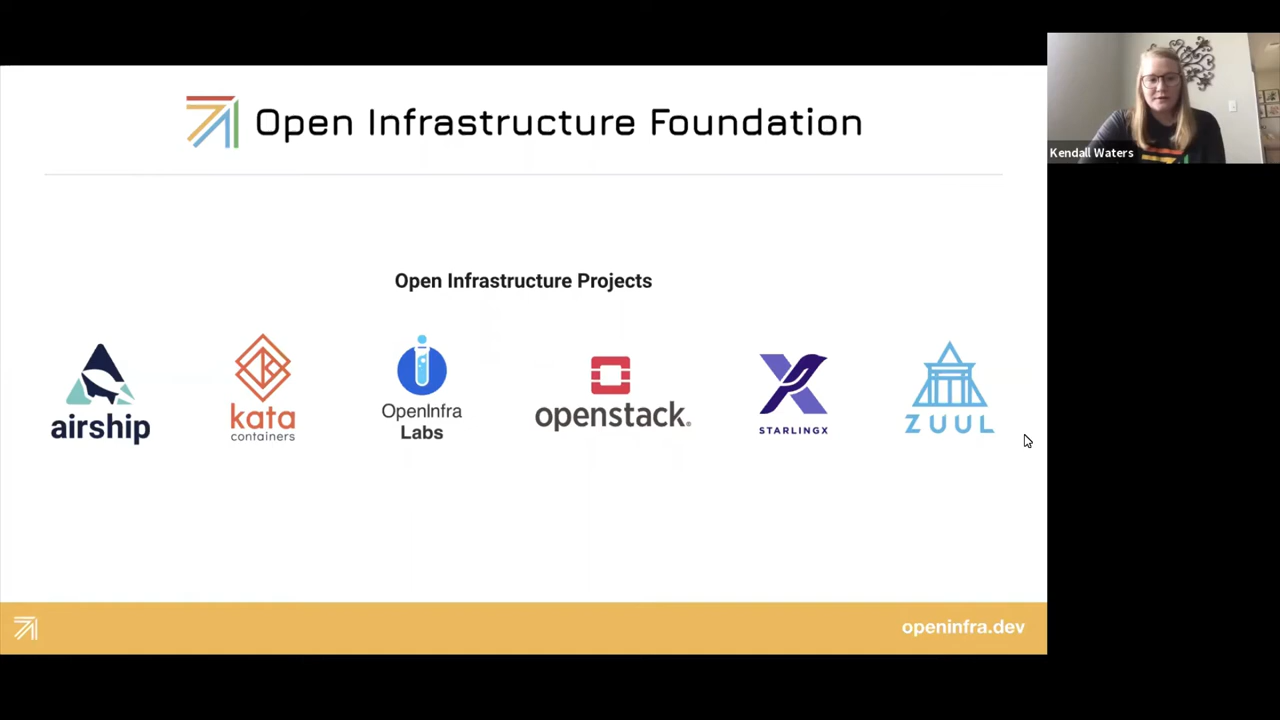 Open Infrastructure Foundation
Kendall Waters
Open Infrastructure Projects
airship
kata
containers
OpenInfra
Labs
openstack.
STARLINGX
ZUUL
openinfra.dev